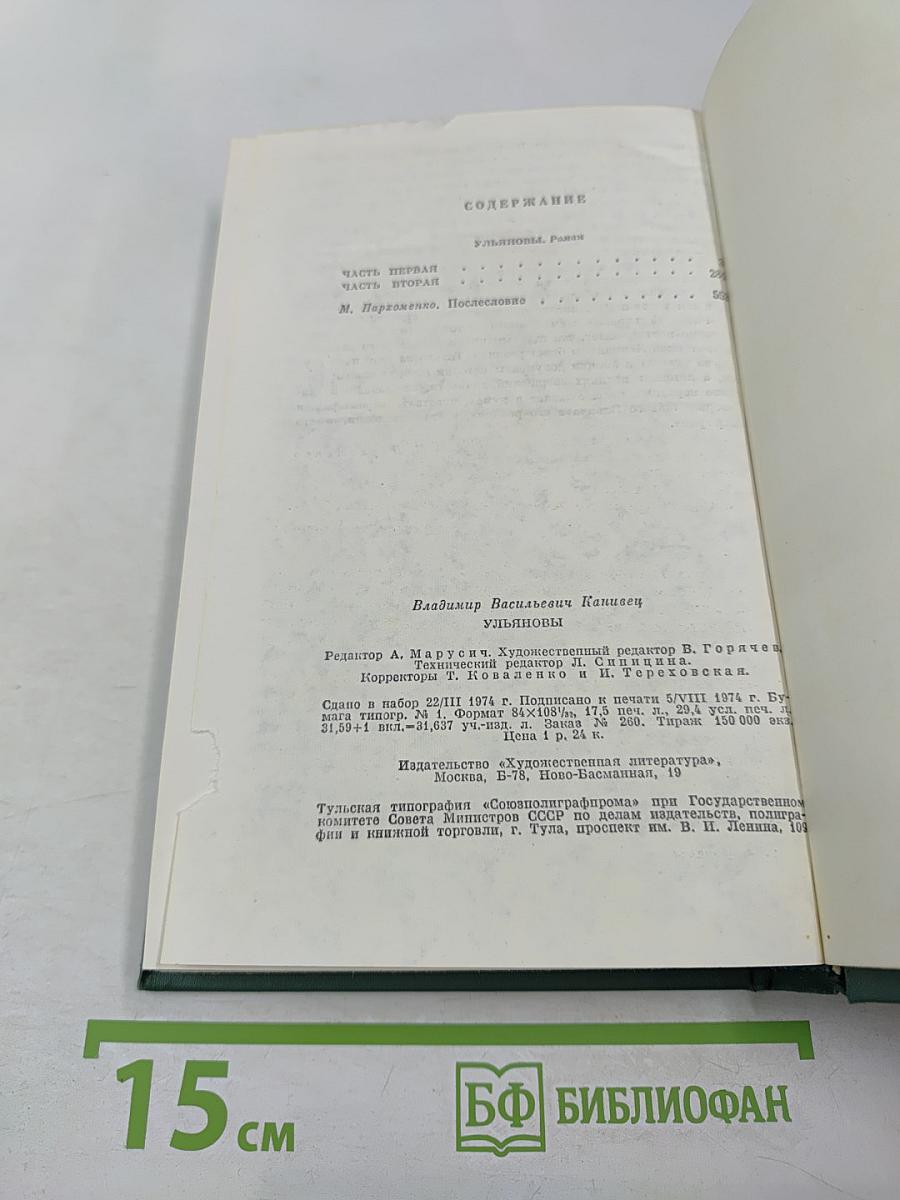 СОДЕРЖАНИЕ
УЛЬЯНОВЫ. Роман
ЧАСТЬ ПЕРВАЯ . . . . . . . . . . . . .
ЧАСТЬ ВТОРАЯ . . . . . . . . . . . . .
М. Пархоменко. Послесловие . . . . . . . . . .
Владимир Васильевич Канивец
УЛЬЯНОВЫ
Редактор А. Марусич. Художественный редактор В. Горячев.
Технический редактор Л. Синицина.
Корректоры Т. Коваленко и И. Тереховская.
Сдано в набор 22/III 1974 г. Подписано к печати 5/VIII 1974 г. Бу-
мага типогр. № 1. Формат 84×108¹/₃₂, 17,5 печ. л., 29,4 усл. печ. л.
31,59+1 вкл.=31,637 уч.-изд. л. Заказ № 260. Тираж 150 000 экз.
Цена 1 р. 24 к.
Издательство «Художественная литература»,
Москва, Б-78, Ново-Басманная, 19
Тульская типография «Союзполиграфпрома» при Государственном
комитете Совета Министров СССР по делам издательств, полигра-
фии и книжной торговли, г. Тула, проспект им. В. И. Ленина, 109
15 см
БФ БИБЛИОФАН